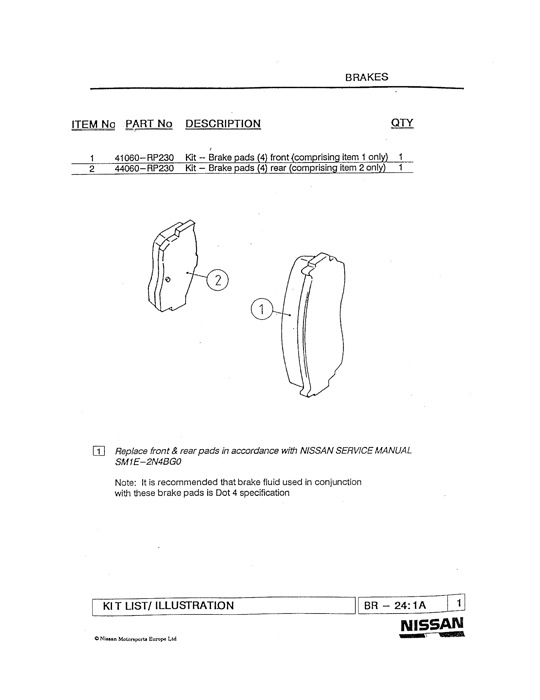 BRAKES
ITEM No PART No DESCRIPTION QTY
1 41060-RP230 Kit - Brake pads (4) front (comprising item 1 only) 1
2 44060-RP230 Kit - Brake pads (4) rear (comprising item 2 only) 1
2
1
1 Replace front & rear pads in accordance with NISSAN SERVICE MANUAL
SM1E-2N4BG0
Note: It is recommended that brake fluid used in conjunction
with these brake pads is Dot 4 specification
KIT LIST/ ILLUSTRATION BR - 24:1A 1
NISSAN
© Nissan Motorsports Europe Ltd